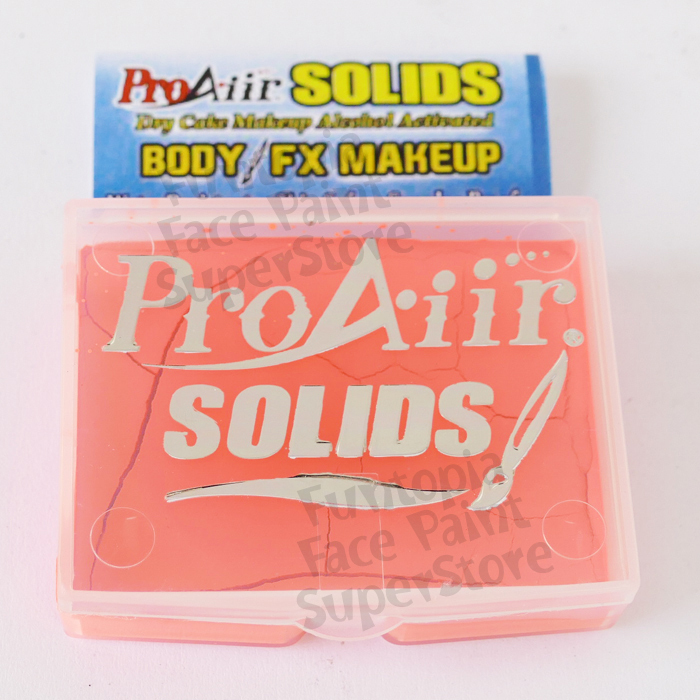 ProAiir SOLIDS
Dry Cake Makeup Alcohol Activated
BODY FX MAKEUP
ProAiir.
SOLIDS
Funtopia
Face Paint
SuperStore
Funtopia
Face Paint
SuperStore